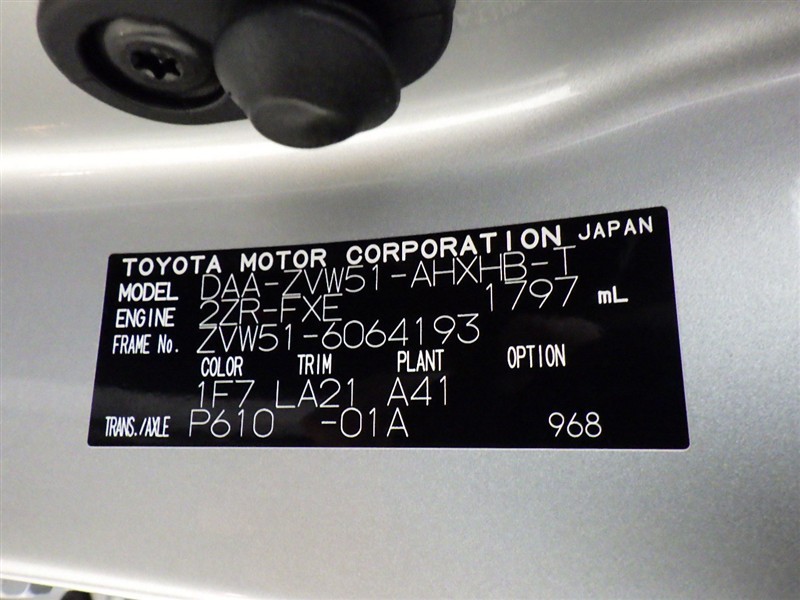 TOYOTA MOTOR CORPORATION JAPAN
MODEL DAA-ZVW51-AHXHB-T
ENGINE 2ZR-FXE 1797 mL
FRAME No. ZVW51-6064193
COLOR TRIM PLANT OPTION
1F7 LA21 A41
TRANS./AXLE P610 -01A 968